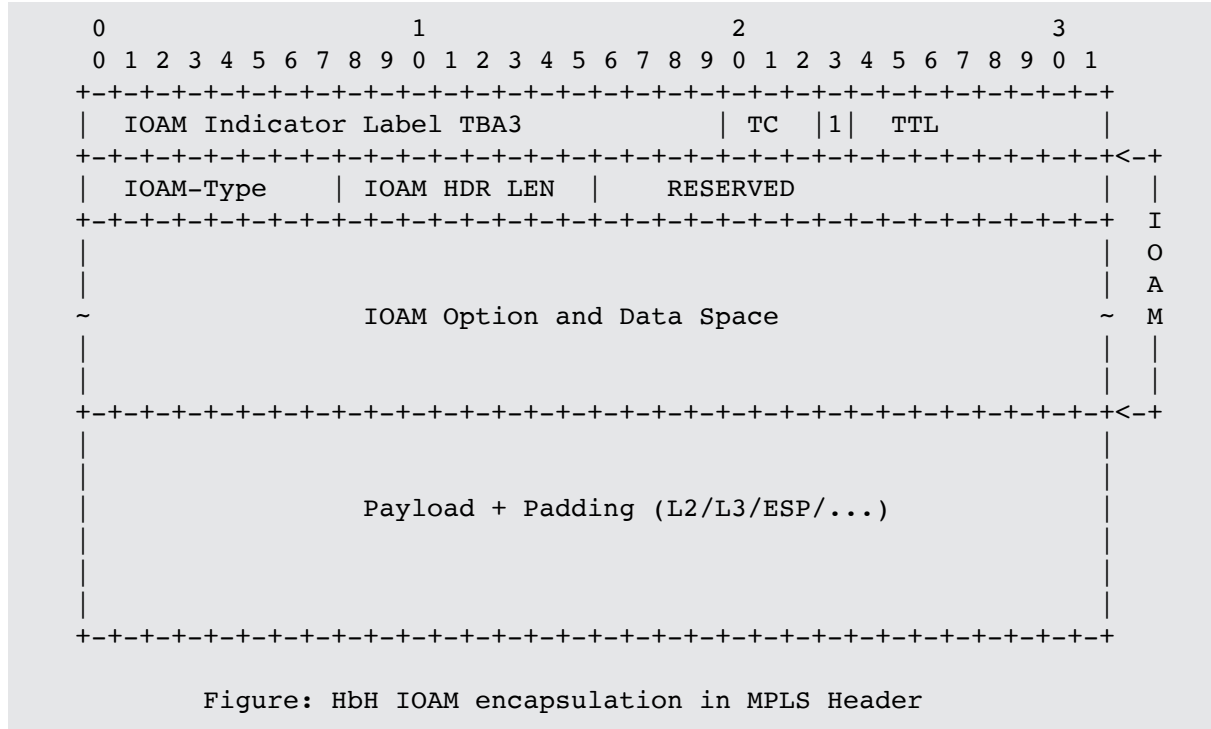 0                   1                   2                   3
 0 1 2 3 4 5 6 7 8 9 0 1 2 3 4 5 6 7 8 9 0 1 2 3 4 5 6 7 8 9 0 1
+-+-+-+-+-+-+-+-+-+-+-+-+-+-+-+-+-+-+-+-+-+-+-+-+-+-+-+-+-+-+-+-+
|  IOAM Indicator Label TBA3            | TC  |1|  TTL          |
+-+-+-+-+-+-+-+-+-+-+-+-+-+-+-+-+-+-+-+-+-+-+-+-+-+-+-+-+-+-+-+-+<-+
|  IOAM-Type    | IOAM HDR LEN  |    RESERVED                   |  |
+-+-+-+-+-+-+-+-+-+-+-+-+-+-+-+-+-+-+-+-+-+-+-+-+-+-+-+-+-+-+-+-+  I
|                                                               |  O
|                                                               |  A
~                 IOAM Option and Data Space                    ~  M
|                                                               |  |
|                                                               |  |
+-+-+-+-+-+-+-+-+-+-+-+-+-+-+-+-+-+-+-+-+-+-+-+-+-+-+-+-+-+-+-+-+<-+
|                                                               |
|                                                               |
|                 Payload + Padding (L2/L3/ESP/...)             |
|                                                               |
|                                                               |
|                                                               |
+-+-+-+-+-+-+-+-+-+-+-+-+-+-+-+-+-+-+-+-+-+-+-+-+-+-+-+-+-+-+-+-+
Figure: HbH IOAM encapsulation in MPLS Header